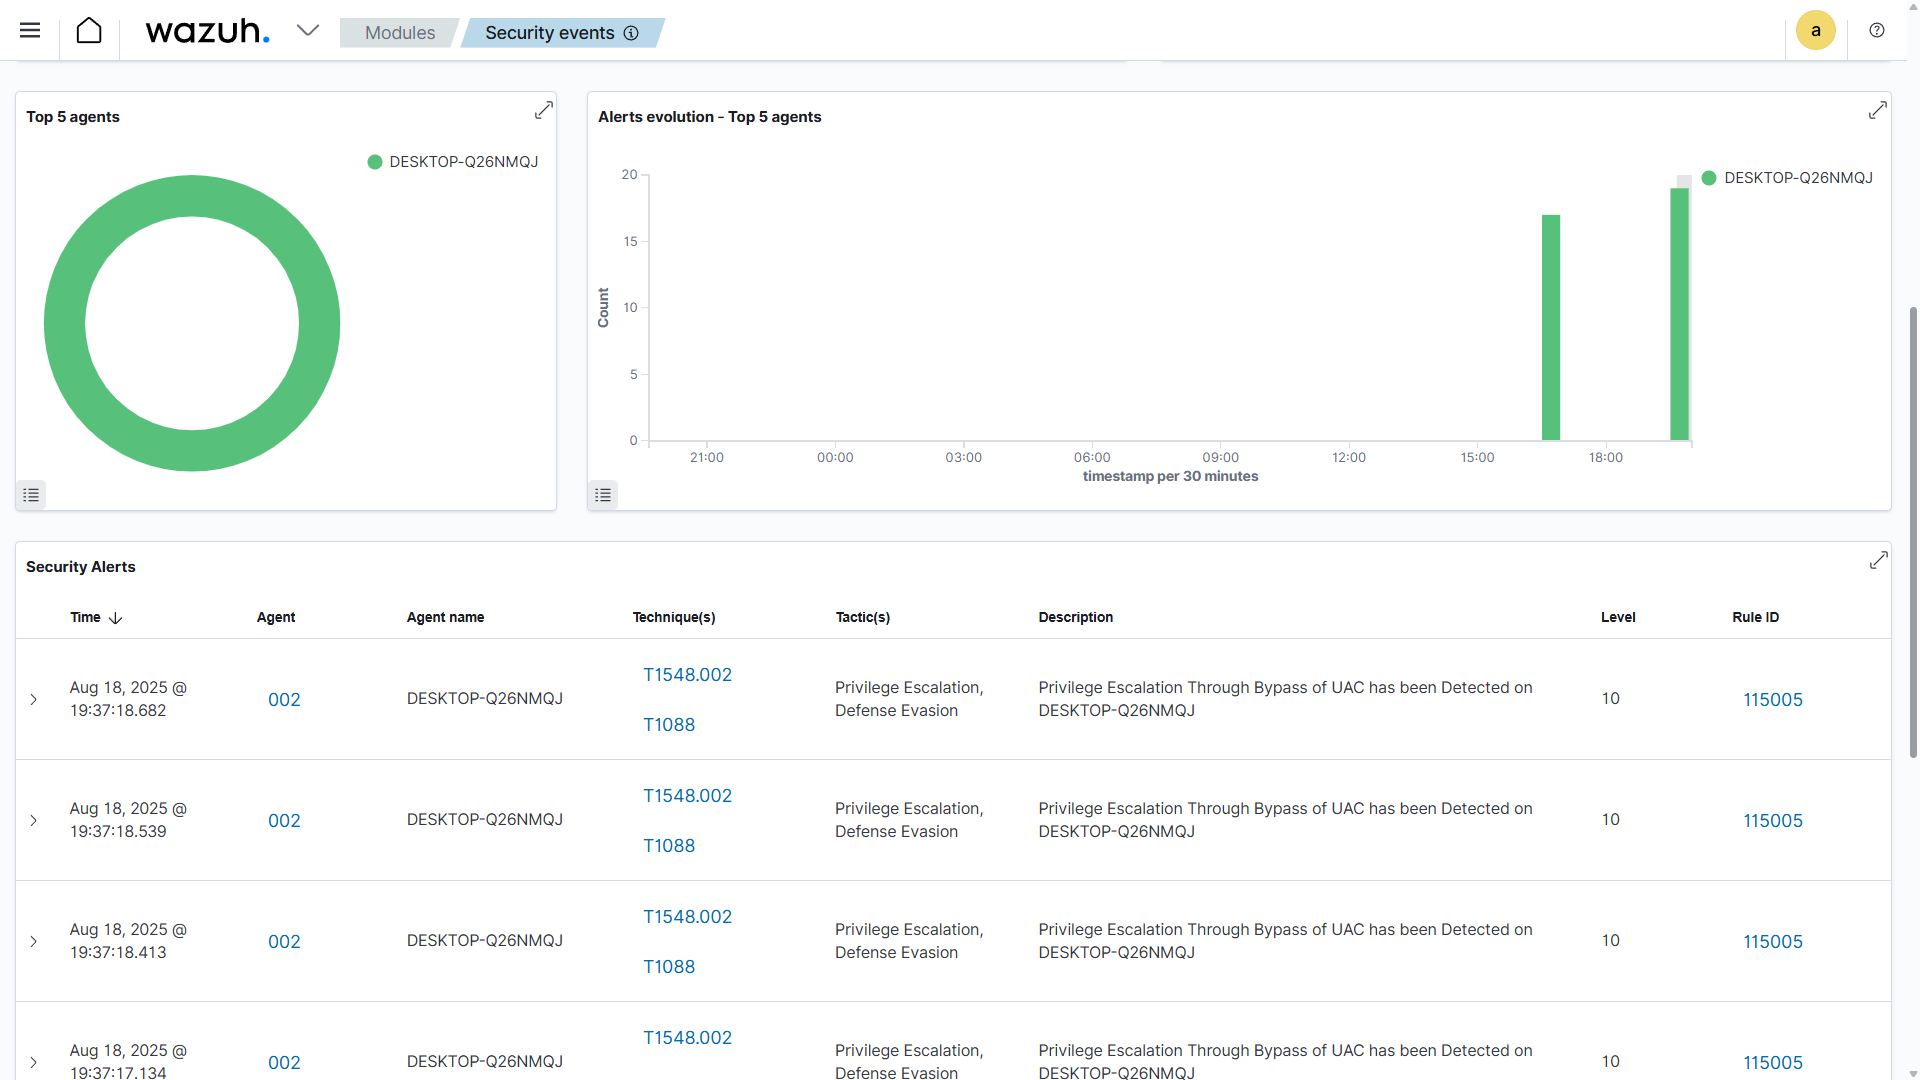 wazuh.
Modules
Security events
a
Top 5 agents
DESKTOP-Q26NMQJ
Alerts evolution - Top 5 agents
DESKTOP-Q26NMQJ
20
15
10
5
0
Count
21:00 00:00 03:00 06:00 09:00 12:00 15:00 18:00
timestamp per 30 minutes
Security Alerts
Time Agent Agent name Technique(s) Tactic(s) Description Level Rule ID
T1548.002
Aug 18, 2025 @ Privilege Escalation, Privilege Escalation Through Bypass of UAC has been Detected on
002 DESKTOP-Q26NMQJ 10 115005
19:37:18.682 Defense Evasion DESKTOP-Q26NMQJ
T1088
T1548.002
Aug 18, 2025 @ Privilege Escalation, Privilege Escalation Through Bypass of UAC has been Detected on
002 DESKTOP-Q26NMQJ 10 115005
19:37:18.539 Defense Evasion DESKTOP-Q26NMQJ
T1088
T1548.002
Aug 18, 2025 @ Privilege Escalation, Privilege Escalation Through Bypass of UAC has been Detected on
002 DESKTOP-Q26NMQJ 10 115005
19:37:18.413 Defense Evasion DESKTOP-Q26NMQJ
T1088
T1548.002
Aug 18, 2025 @ Privilege Escalation, Privilege Escalation Through Bypass of UAC has been Detected on
002 DESKTOP-Q26NMQJ 10 115005
19:37:17.134 Defense Evasion DESKTOP-Q26NMQJ